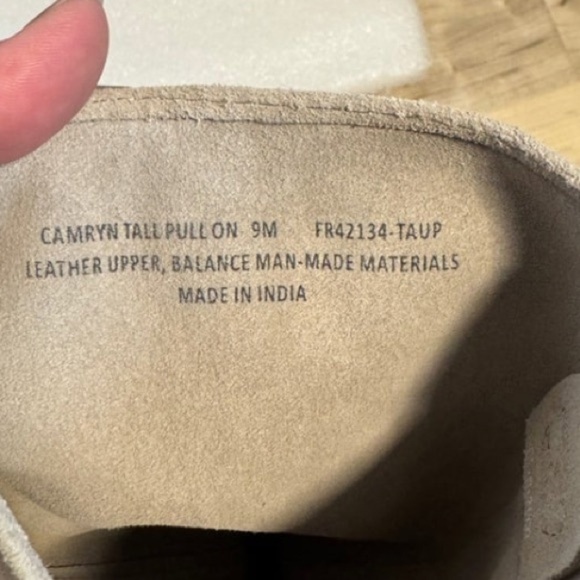 CAMRYN TALL PULL ON 9M FR42134-TAUP
LEATHER UPPER, BALANCE MAN-MADE MATERIALS
MADE IN INDIA